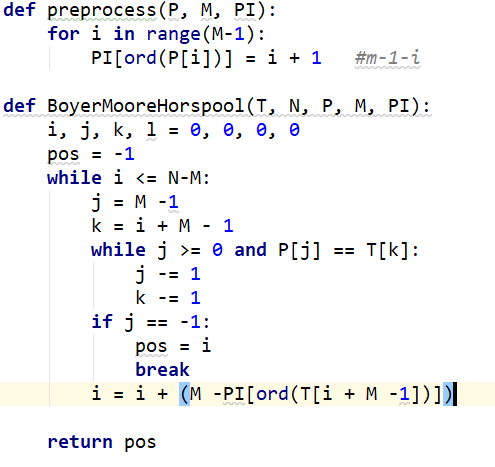 def preprocess(P, M, PI):
    for i in range(M-1):
        PI[ord(P[i])] = i + 1   #m-1-i

def BoyerMooreHorspool(T, N, P, M, PI):
    i, j, k, l = 0, 0, 0, 0
    pos = -1
    while i <= N-M:
        j = M -1
        k = i + M - 1
        while j >= 0 and P[j] == T[k]:
            j -= 1
            k -= 1
        if j == -1:
            pos = i
            break
        i = i + (M -PI[ord(T[i + M -1])])

    return pos